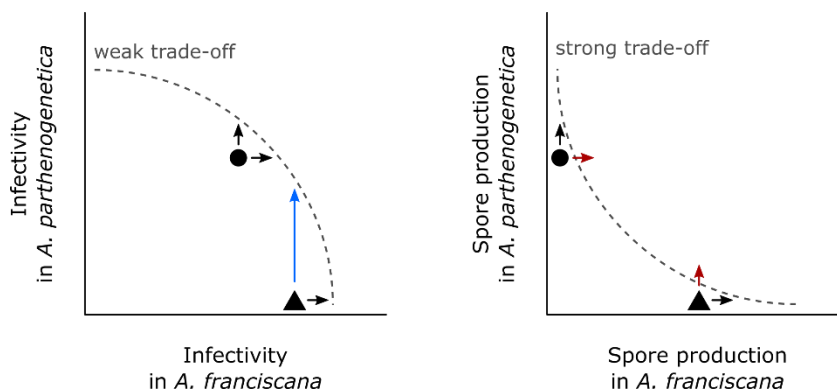 weak trade-off
Infectivity
in A. parthenogenetica
Infectivity
in A. franciscana
strong trade-off
Spore production
in A. parthenogenetica
Spore production
in A. franciscana